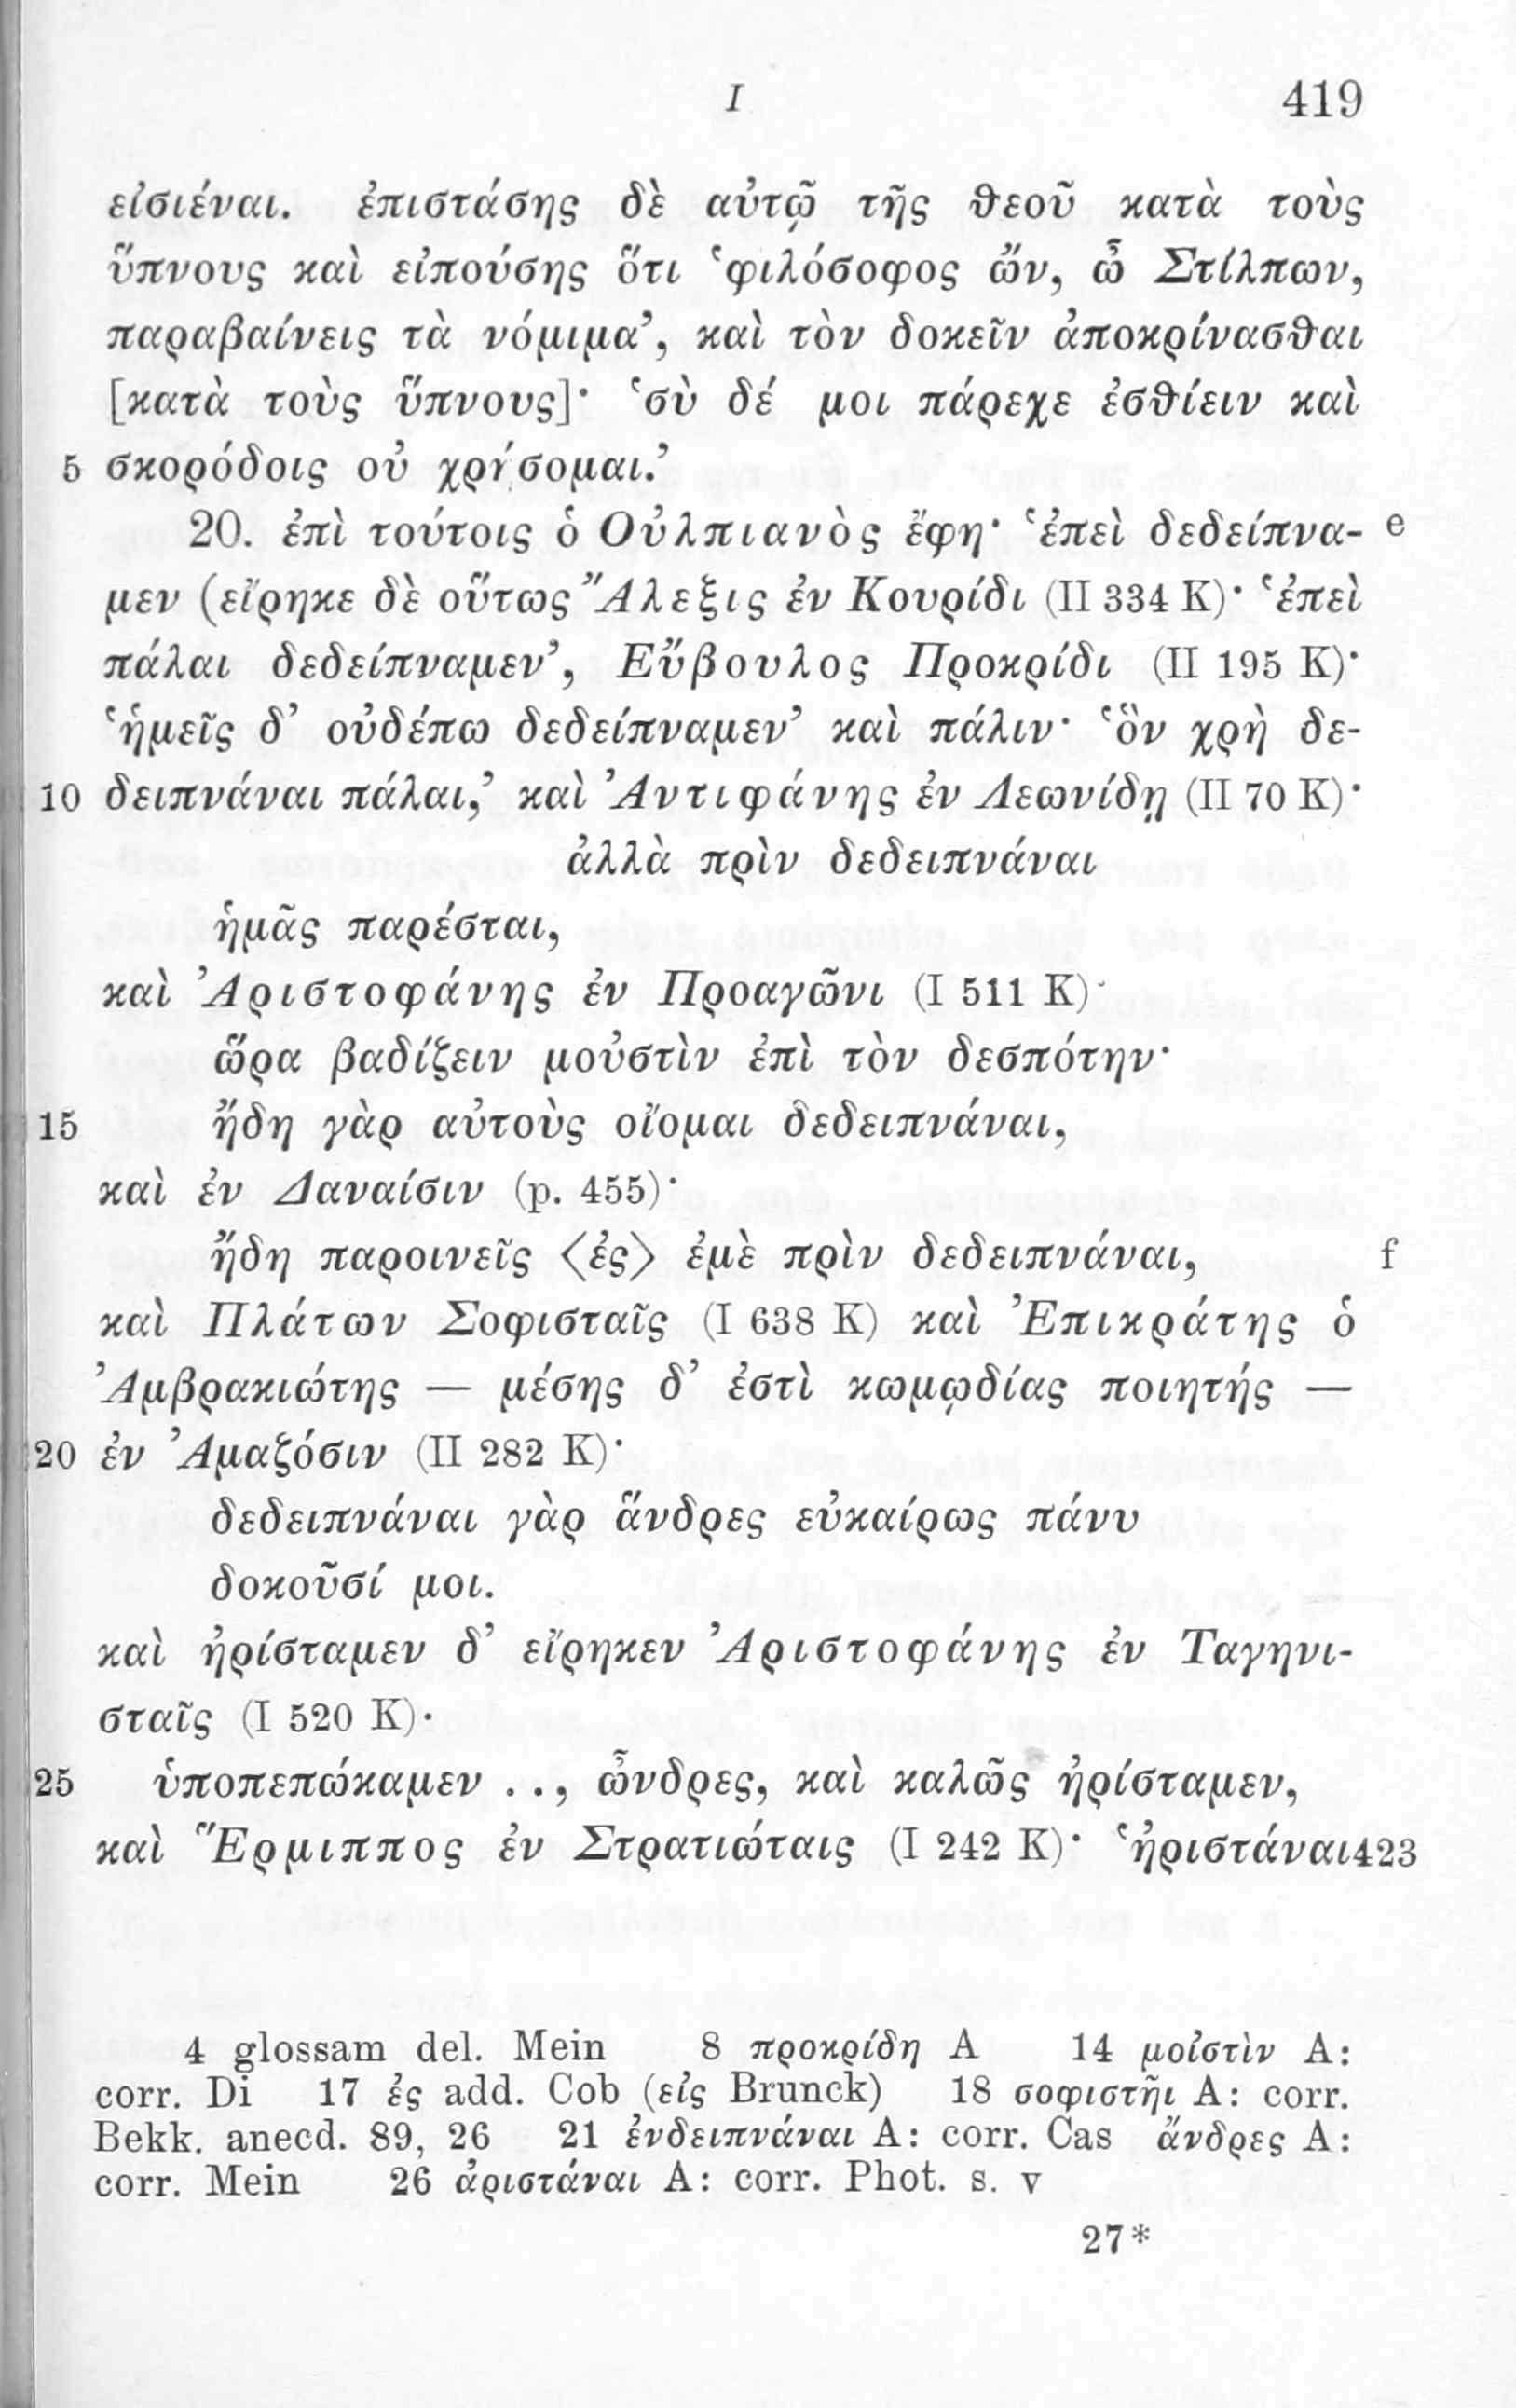 I 419
εἰσιέναι. ἐπιστάσης δὲ αὐτῷ τῆς ϑεοῦ κατὰ τοὺς
ὕπνους καὶ εἰπούσης ὅτι ‘φιλόσοφος ὤν, ὦ Στίλπων,
παραβαίνεις τὰ νόμιμα’, καὶ τὸν δοκεῖν ἀποκρίνασϑαι
[κατὰ τοὺς ὕπνους]· ‘σὺ δέ μοι πάρεχε ἐσϑίειν καὶ
5 σκορόδοις οὐ χρήσομαι.’
20. ἐπὶ τούτοις ὁ Οὐλπιανὸς ἔφη· ‘ἐπεὶ δεδείπνα- e
μεν (εἴρηκε δὲ οὕτως Ἄλεξις ἐν Κουρίδι (II 334 K)· ‘ἐπεὶ
πάλαι δεδείπναμεν’, Εὔβουλος Προκρίδι (II 195 K)·
‘ἡμεῖς δ’ οὐδέπω δεδείπναμεν’ καὶ πάλιν· ‘ὃν χρὴ δε-
10 δειπνάναι πάλαι,’ καὶ Ἀντιφάνης ἐν Λεωνίδῃ (II 70 K)·
ἀλλὰ πρὶν δεδειπνάναι
ἡμᾶς παρέσται,
καὶ Ἀριστοφάνης ἐν Προαγῶνι (I 511 K)·
ὥρα βαδίζειν μοὐστὶν ἐπὶ τὸν δεσπότην·
15 ἤδη γὰρ αὐτοὺς οἴομαι δεδειπνάναι,
καὶ ἐν Δαναίσιν (p. 455)·
ἤδη παροινεῖς ⟨ἐς⟩ ἐμὲ πρὶν δεδειπνάναι, f
καὶ Πλάτων Σοφισταῖς (I 638 K) καὶ Ἐπικράτης ὁ
Ἀμβρακιώτης — μέσης δ’ ἐστὶ κωμῳδίας ποιητής —
20 ἐν Ἀμαζόσιν (II 282 K)·
δεδειπνάναι γὰρ ἅνδρες εὐκαίρως πάνυ
δοκοῦσί μοι.
καὶ ἠρίσταμεν δ’ εἴρηκεν Ἀριστοφάνης ἐν Ταγηνι-
σταῖς (I 520 K)·
25 ὑποπεπώκαμεν . ., ὦνδρες, καὶ καλῶς ἠρίσταμεν,
καὶ Ἕρμιππος ἐν Στρατιώταις (I 242 K)· ‘ἠριστάναι 423
4 glossam del. Mein 8 προκρίδη A 14 μοἰστὶν A:
corr. Di 17 ἐς add. Cob (εἰς Brunck) 18 σοφιστῆι A: corr.
Bekk. anecd. 89, 26 21 ἐνδειπνάναι A: corr. Cas ἄνδρες A:
corr. Mein 26 ἀριστάναι A: corr. Phot. s. v
27*